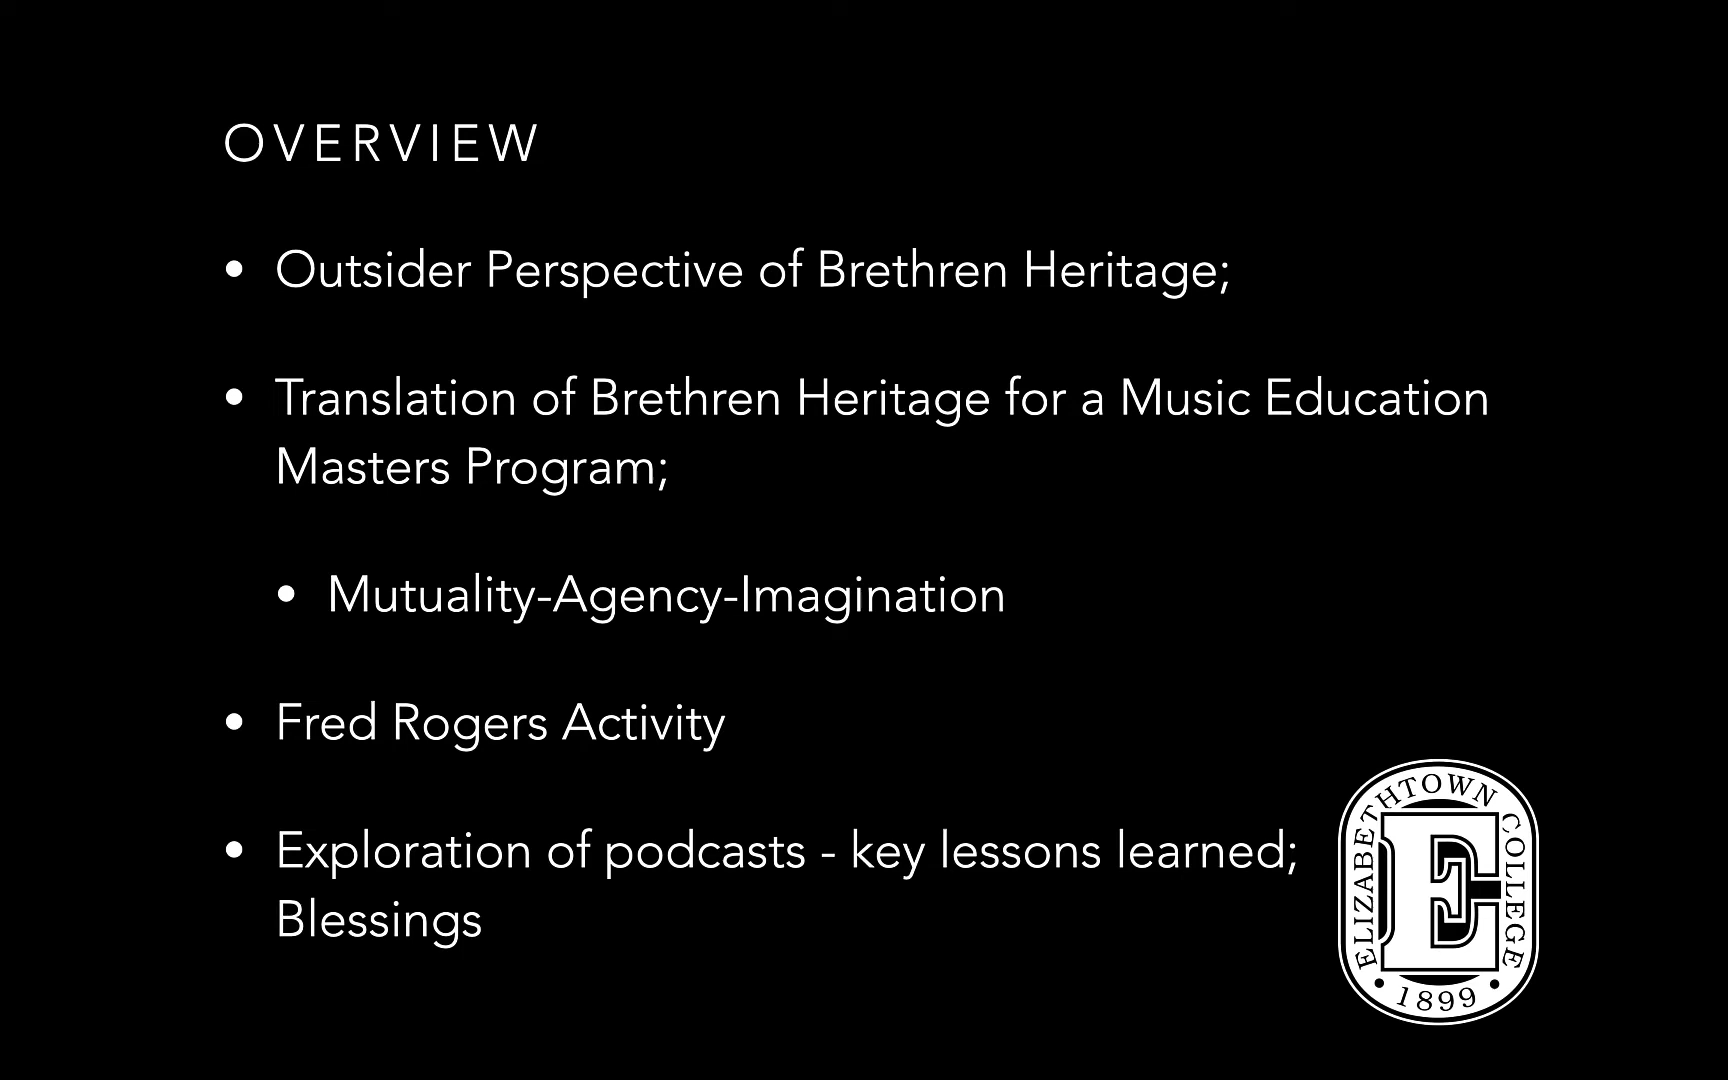 OVERVIEW
• Outsider Perspective of Brethren Heritage;
• Translation of Brethren Heritage for a Music Education
Masters Program;
• Mutuality-Agency-Imagination
• Fred Rogers Activity
• Exploration of podcasts - key lessons learned;
Blessings
ELIZABETHTOWN COLLEGE
E
• 1899 •